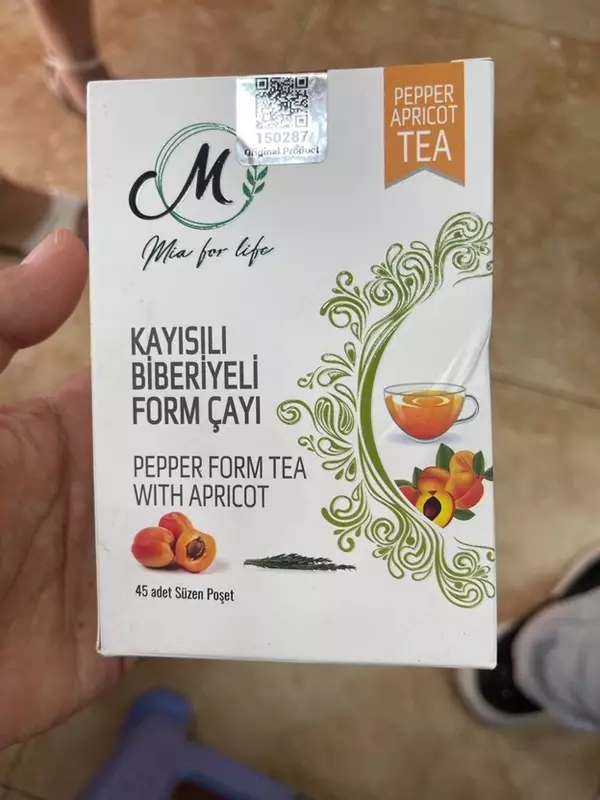 150287
Original Product
PEPPER
APRICOT
TEA
M
Mia for life
KAYISILI
BİBERİYELİ
FORM ÇAYI
PEPPER FORM TEA
WITH APRICOT
45 adet Süzen Poşet